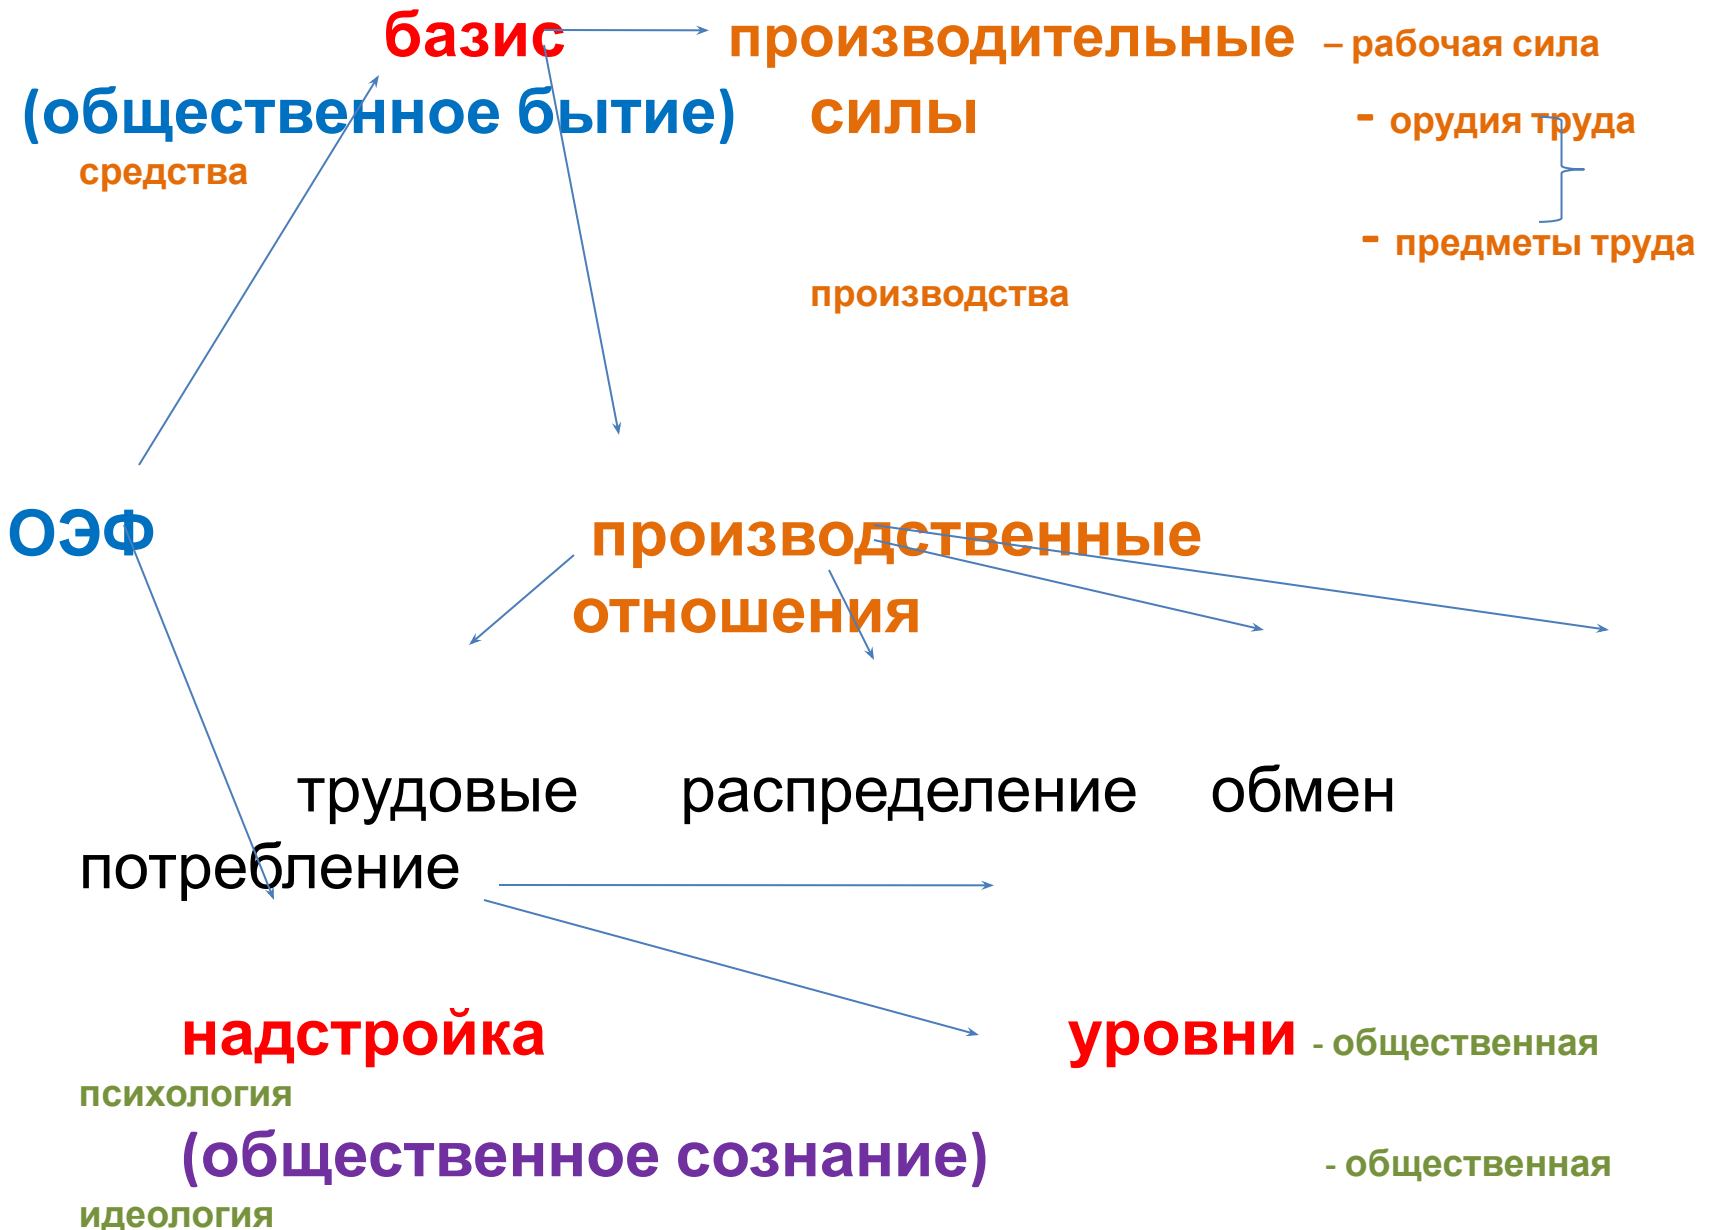 базис производительные – рабочая сила
(общественное бытие) силы - орудия труда
средства
- предметы труда
производства
ОЭФ производственные
отношения
трудовые распределение обмен
потребление
надстройка уровни - общественная
психология
(общественное сознание) - общественная
идеология